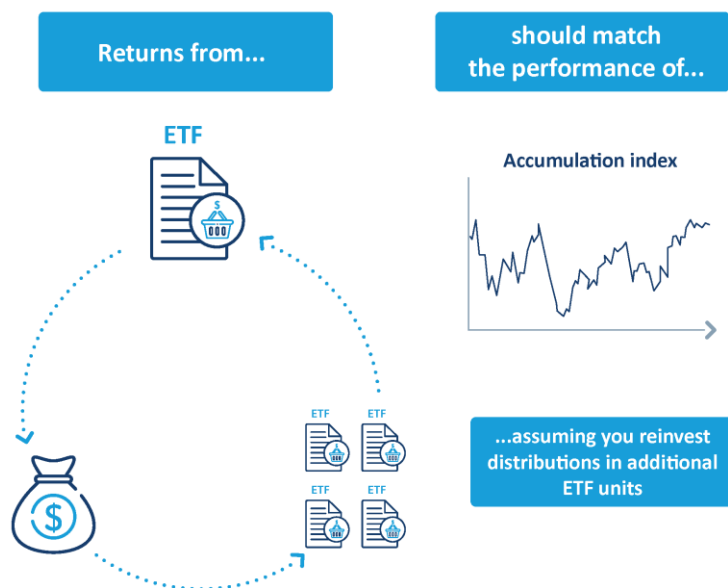 Returns from...
should match
the performance of...
ETF
$
Accumulation index
ETF ETF
ETF ETF
$
...assuming you reinvest
distributions in additional
ETF units